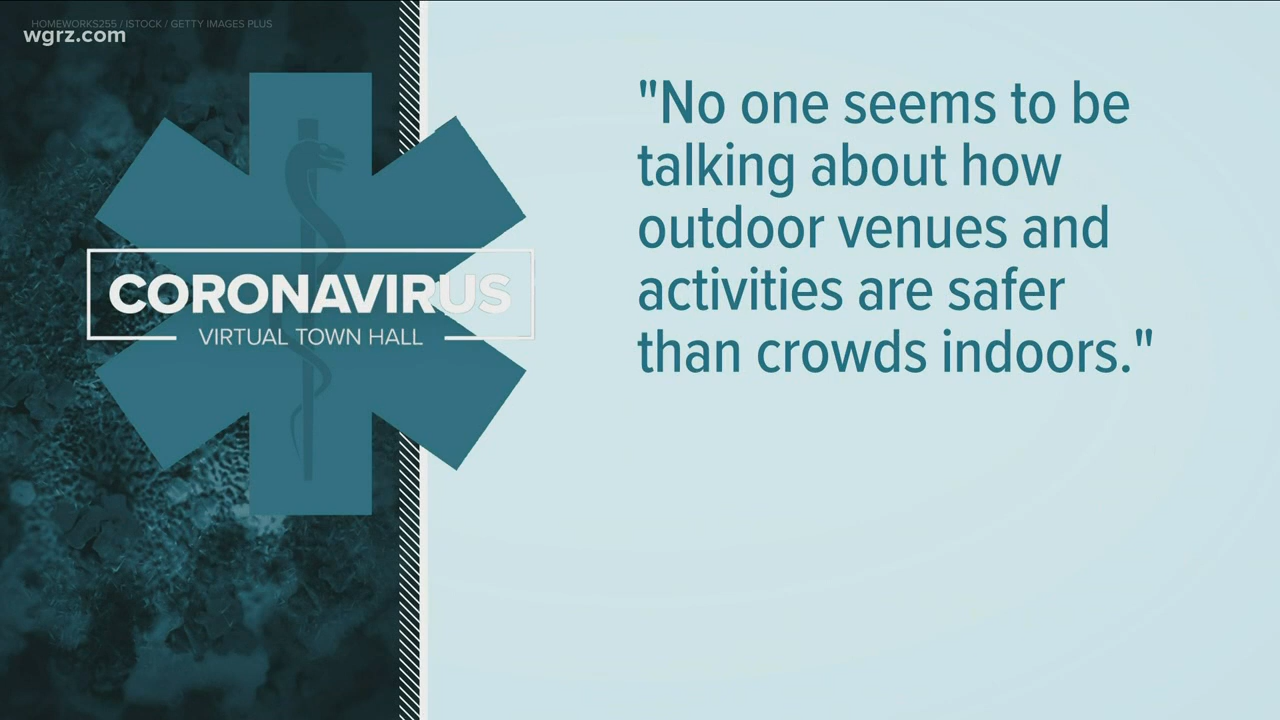 HOMEWORKS255 / ISTOCK / GETTY IMAGES PLUS
wgrz.com
CORONAVIRUS
VIRTUAL TOWN HALL
"No one seems to be
talking about how
outdoor venues and
activities are safer
than crowds indoors."